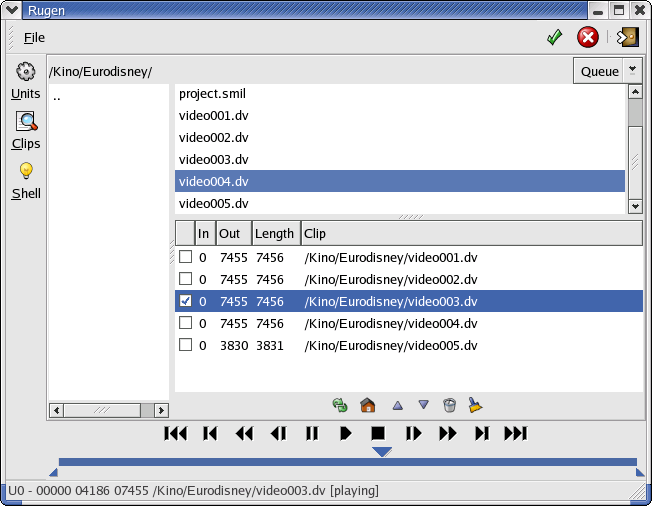 Rugen
File
/Kino/Eurodisney/
Queue
Units
Clips
Shell
..
project.smil
video001.dv
video002.dv
video003.dv
video004.dv
video005.dv
In Out Length Clip
0 7455 7456 /Kino/Eurodisney/video001.dv
0 7455 7456 /Kino/Eurodisney/video002.dv
0 7455 7456 /Kino/Eurodisney/video003.dv
0 7455 7456 /Kino/Eurodisney/video004.dv
0 3830 3831 /Kino/Eurodisney/video005.dv
U0 - 00000 04186 07455 /Kino/Eurodisney/video003.dv [playing]